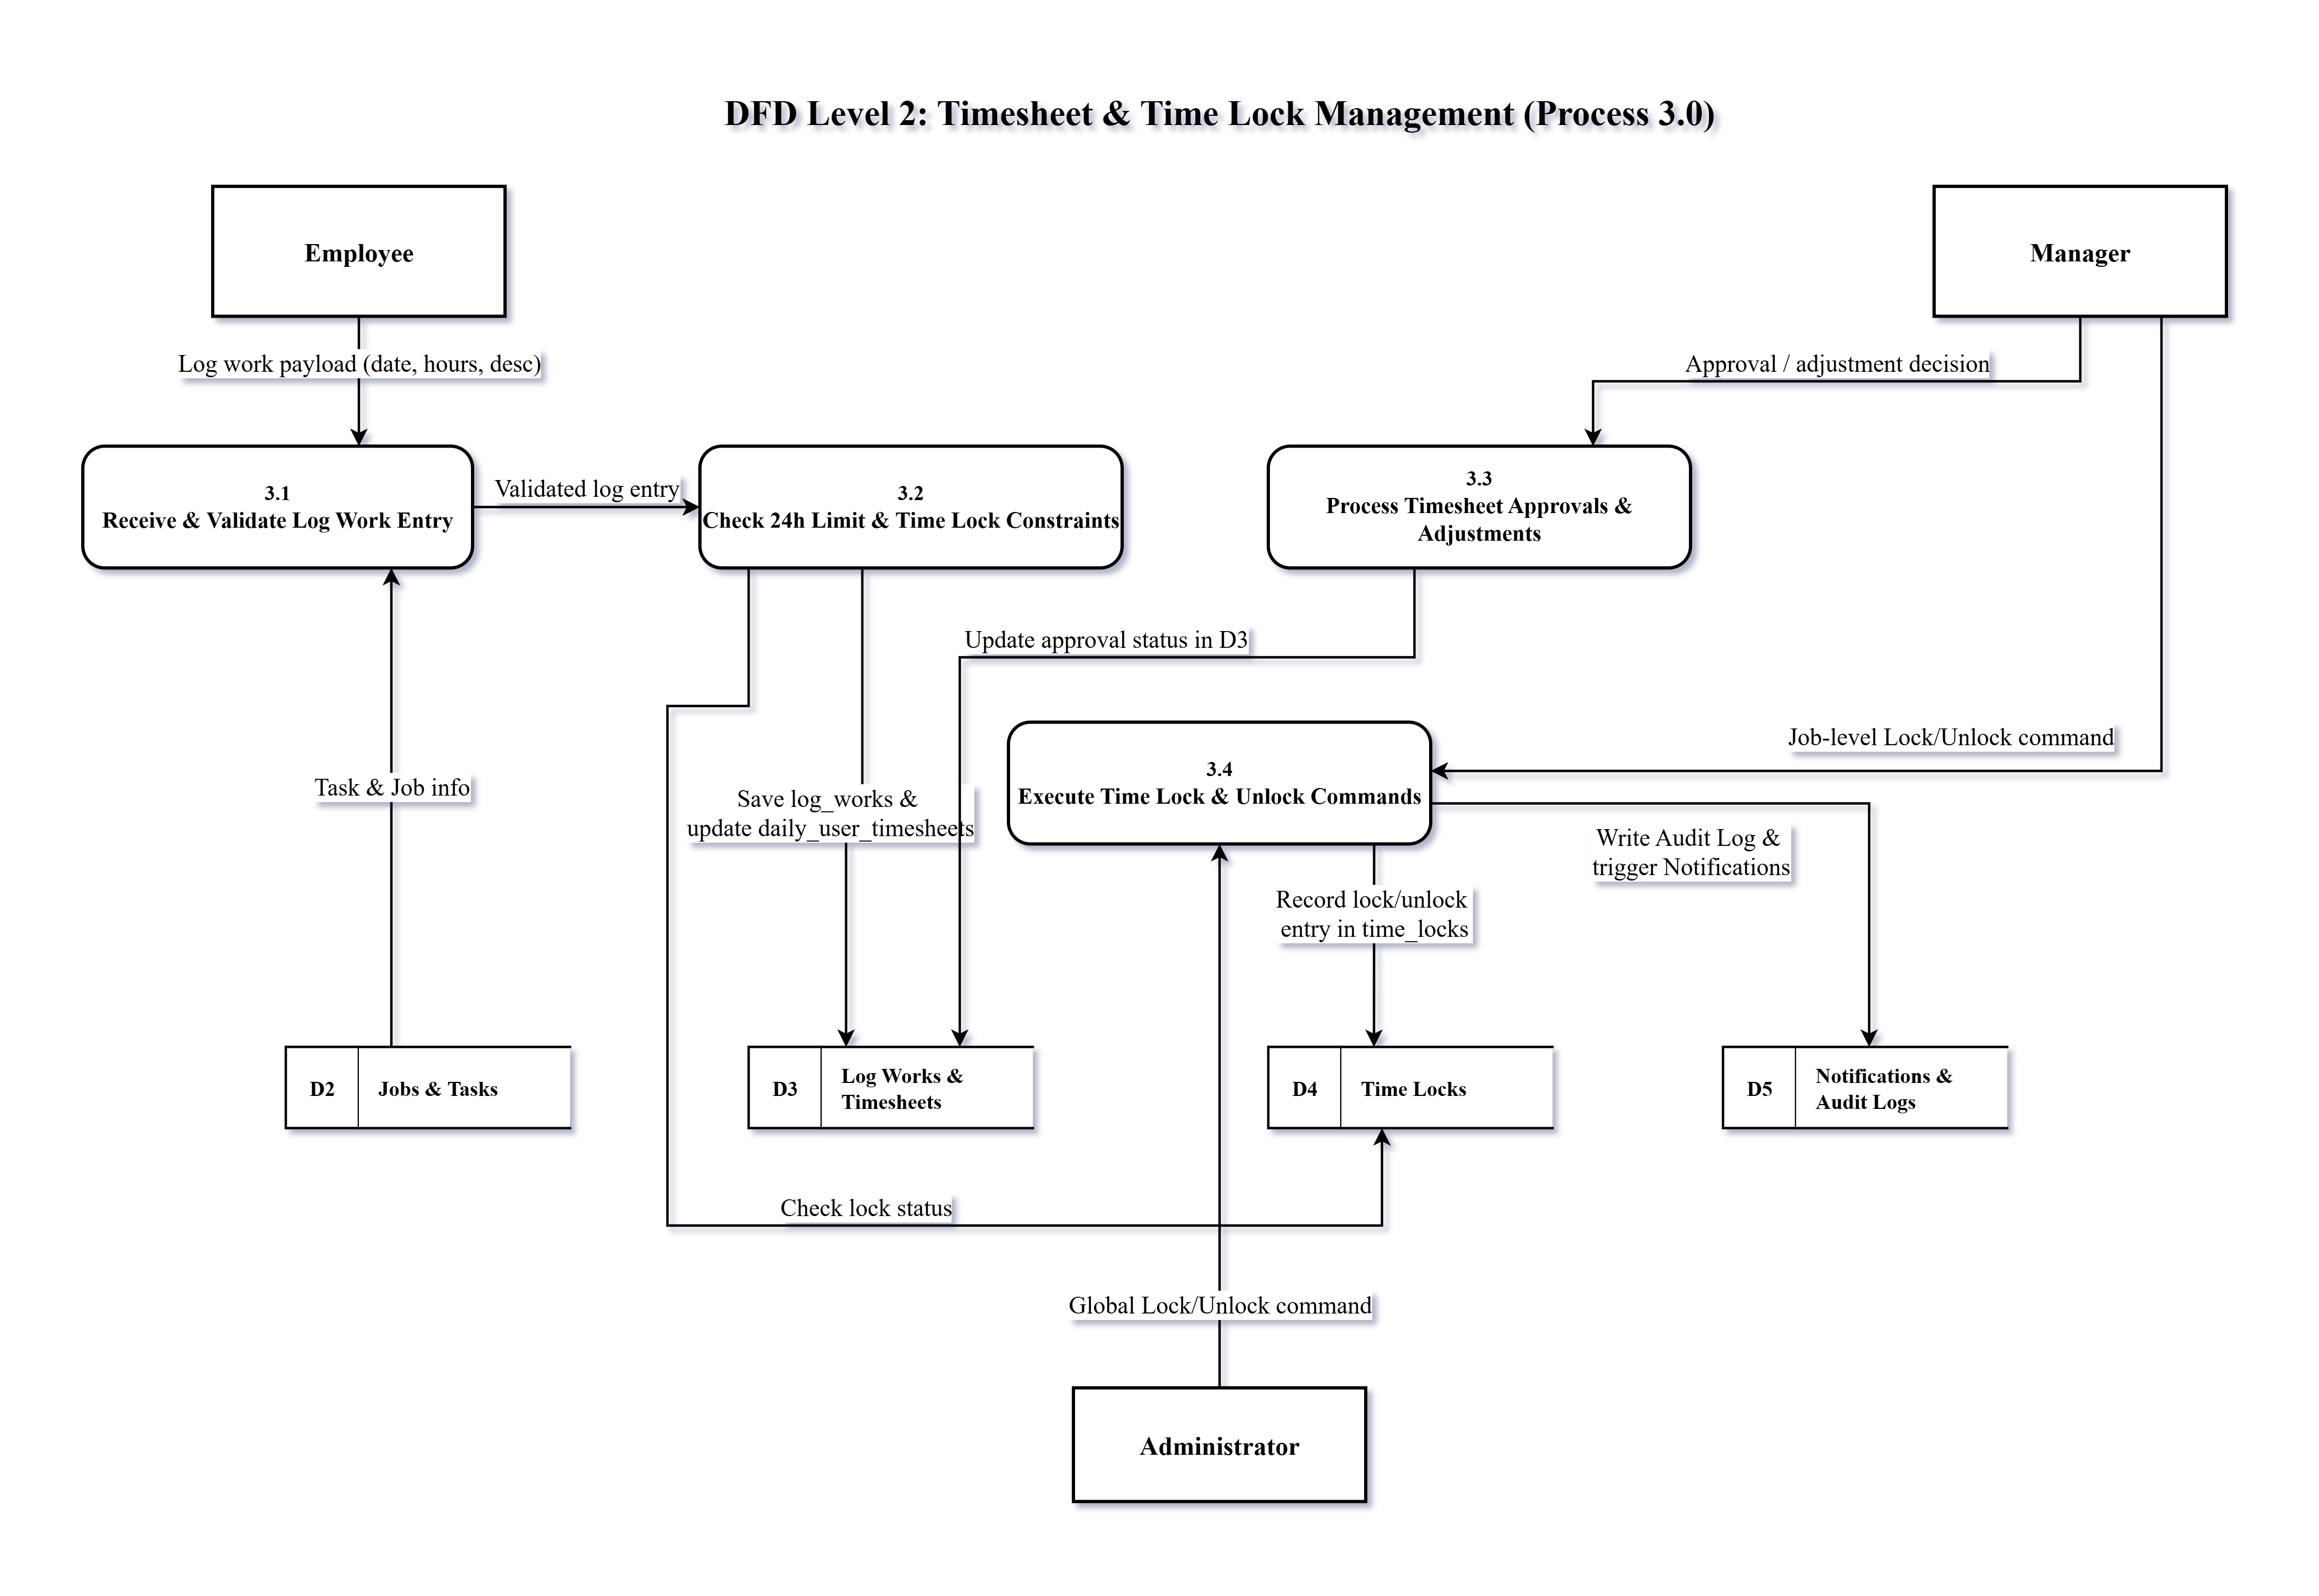 DFD Level 2: Timesheet & Time Lock Management (Process 3.0)
Employee
Manager
Log work payload (date, hours, desc)
Approval / adjustment decision
3.1
Receive & Validate Log Work Entry
Validated log entry
3.2
Check 24h Limit & Time Lock Constraints
3.3
Process Timesheet Approvals &
Adjustments
Update approval status in D3
Job-level Lock/Unlock command
3.4
Execute Time Lock & Unlock Commands
Task & Job info
Save log_works &
update daily_user_timesheets
Write Audit Log &
trigger Notifications
Record lock/unlock
entry in time_locks
D2
Jobs & Tasks
D3
Log Works &
Timesheets
D4
Time Locks
D5
Notifications &
Audit Logs
Check lock status
Global Lock/Unlock command
Administrator